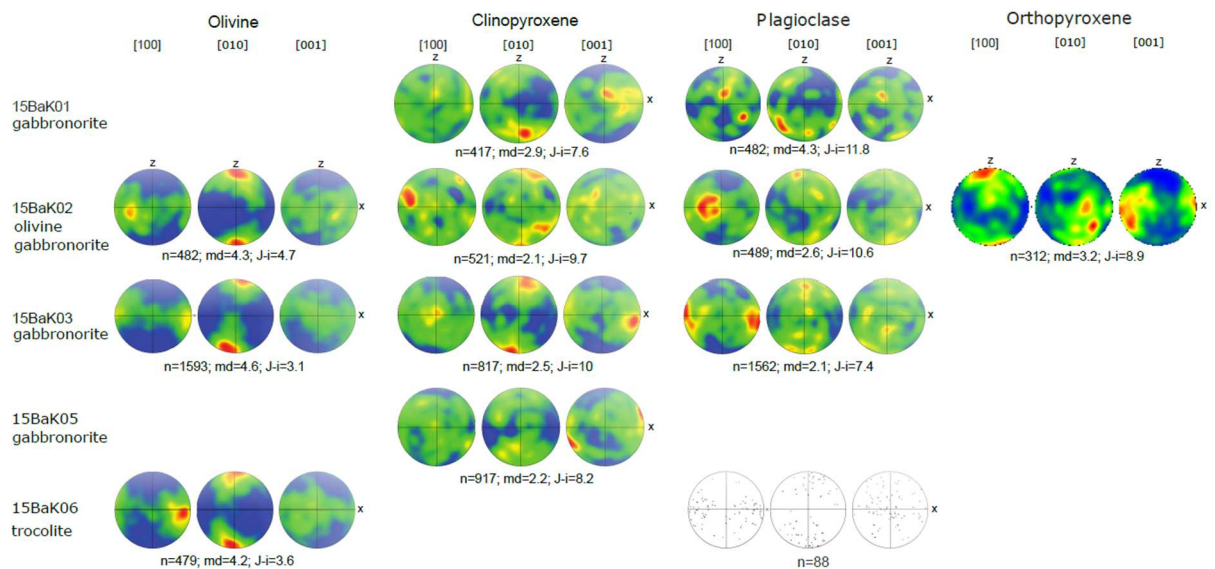 Olivine Clinopyroxene Plagioclase Orthopyroxene
[100] [010] [001] [100] [010] [001] [100] [010] [001] [100] [010] [001]
z z
15BaK01 x
gabbronorite
n=417; md=2.9; J-i=7.6 n=482; md=4.3; J-i=11.8
z z
15BaK02 x x
olivine
gabbronorite
n=482; md=4.3; J-i=4.7 n=521; md=2.1; J-i=9.7 n=489; md=2.6; J-i=10.6 n=312; md=3.2; J-i=8.9
15BaK03 x x
gabbronorite
n=1593; md=4.6; J-i=3.1 n=817; md=2.5; J-i=10 n=1562; md=2.1; J-i=7.4
15BaK05 x
gabbronorite
n=917; md=2.2; J-i=8.2
15BaK06 x x
trocolite
n=479; md=4.2; J-i=3.6 n=88